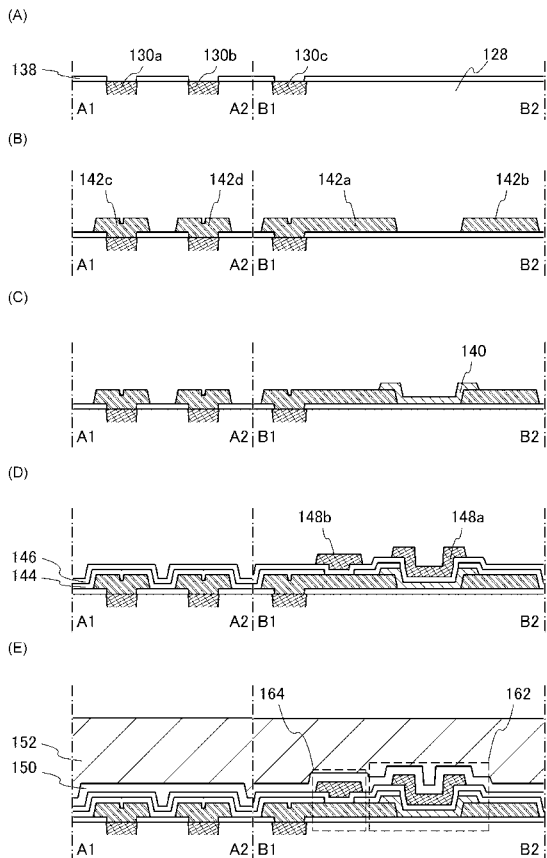 (A)
138 130a 130b 130c 128
A1 A2 B1 B2
(B)
142c 142d 142a 142b
A1 A2 B1 B2
(C)
140
A1 A2 B1 B2
(D)
148b 148a
146
144
A1 A2 B1 B2
(E)
164 162
152
150
A1 A2 B1 B2